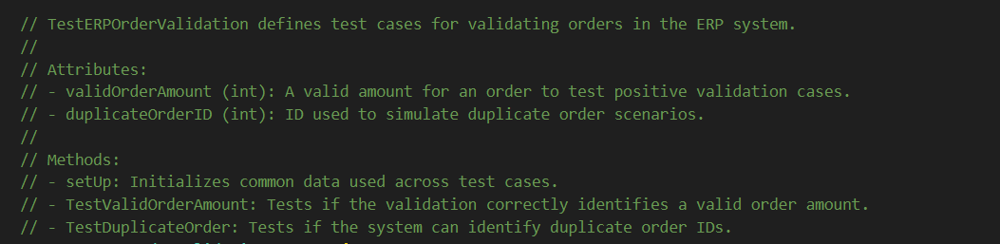 // TestERPOrderValidation defines test cases for validating orders in the ERP system.
//
// Attributes:
// - validOrderAmount (int): A valid amount for an order to test positive validation cases.
// - duplicateOrderID (int): ID used to simulate duplicate order scenarios.
//
// Methods:
// - setUp: Initializes common data used across test cases.
// - TestValidOrderAmount: Tests if the validation correctly identifies a valid order amount.
// - TestDuplicateOrder: Tests if the system can identify duplicate order IDs.